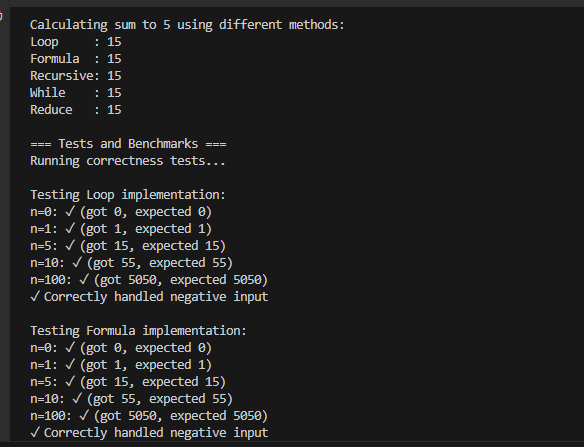 Calculating sum to 5 using different methods:
Loop     : 15
Formula  : 15
Recursive: 15
While    : 15
Reduce   : 15

=== Tests and Benchmarks ===
Running correctness tests...

Testing Loop implementation:
n=0: ✓ (got 0, expected 0)
n=1: ✓ (got 1, expected 1)
n=5: ✓ (got 15, expected 15)
n=10: ✓ (got 55, expected 55)
n=100: ✓ (got 5050, expected 5050)
✓ Correctly handled negative input

Testing Formula implementation:
n=0: ✓ (got 0, expected 0)
n=1: ✓ (got 1, expected 1)
n=5: ✓ (got 15, expected 15)
n=10: ✓ (got 55, expected 55)
n=100: ✓ (got 5050, expected 5050)
✓ Correctly handled negative input